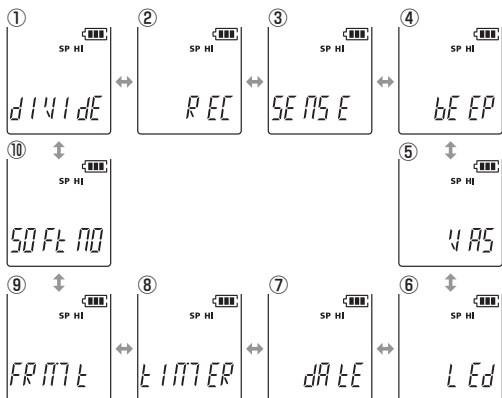 ① ② ③ ④
SP HI SP HI SP HI SP HI
dIVIdE REC SENSE bEEP
⑩ ⑤
SP HI SP HI
SOFt NO VAS
⑨ ⑧ ⑦ ⑥
SP HI SP HI SP HI SP HI
FRMt tIMER dAtE LEd